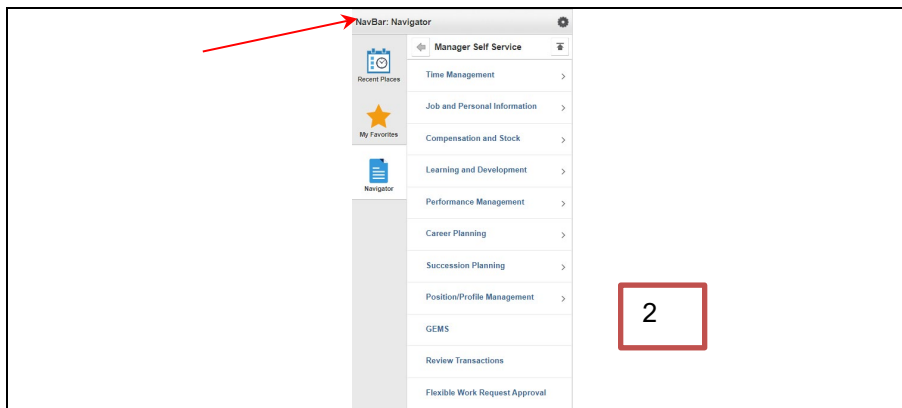 NavBar: Navigator
Manager Self Service
Recent Places
Time Management
Job and Personal Information
My Favorites
Compensation and Stock
Learning and Development
Navigator
Performance Management
Career Planning
Succession Planning
Position/Profile Management
2
GEMS
Review Transactions
Flexible Work Request Approval